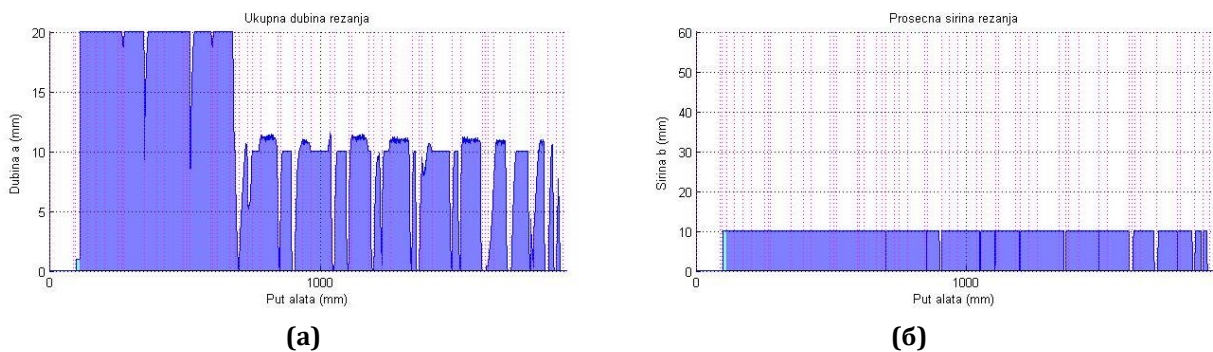 Ukupna dubina rezanja
Dubina a (mm)
20
15
10
5
0
0
1000
Put alata (mm)
(а)
Prosecna sirina rezanja
Sirina b (mm)
60
50
40
30
20
10
0
0
1000
Put alata (mm)
(б)